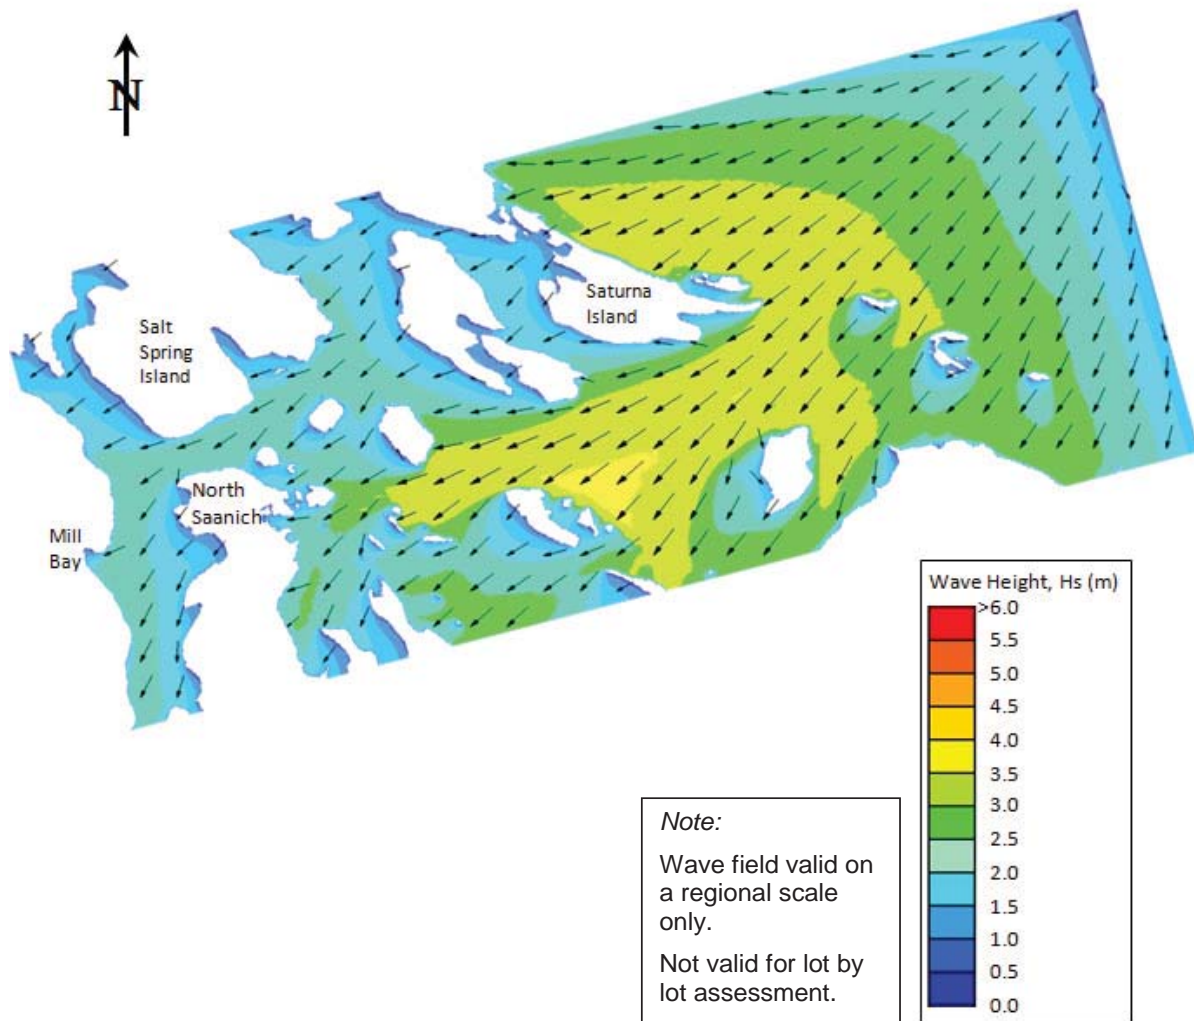 N
Salt
Spring
Island
Saturna
Island
North
Saanich
Mill
Bay
Wave Height, Hs (m)
>6.0
5.5
5.0
4.5
4.0
3.5
3.0
2.5
2.0
1.5
1.0
0.5
0.0
Note:
Wave field valid on
a regional scale
only.
Not valid for lot by
lot assessment.